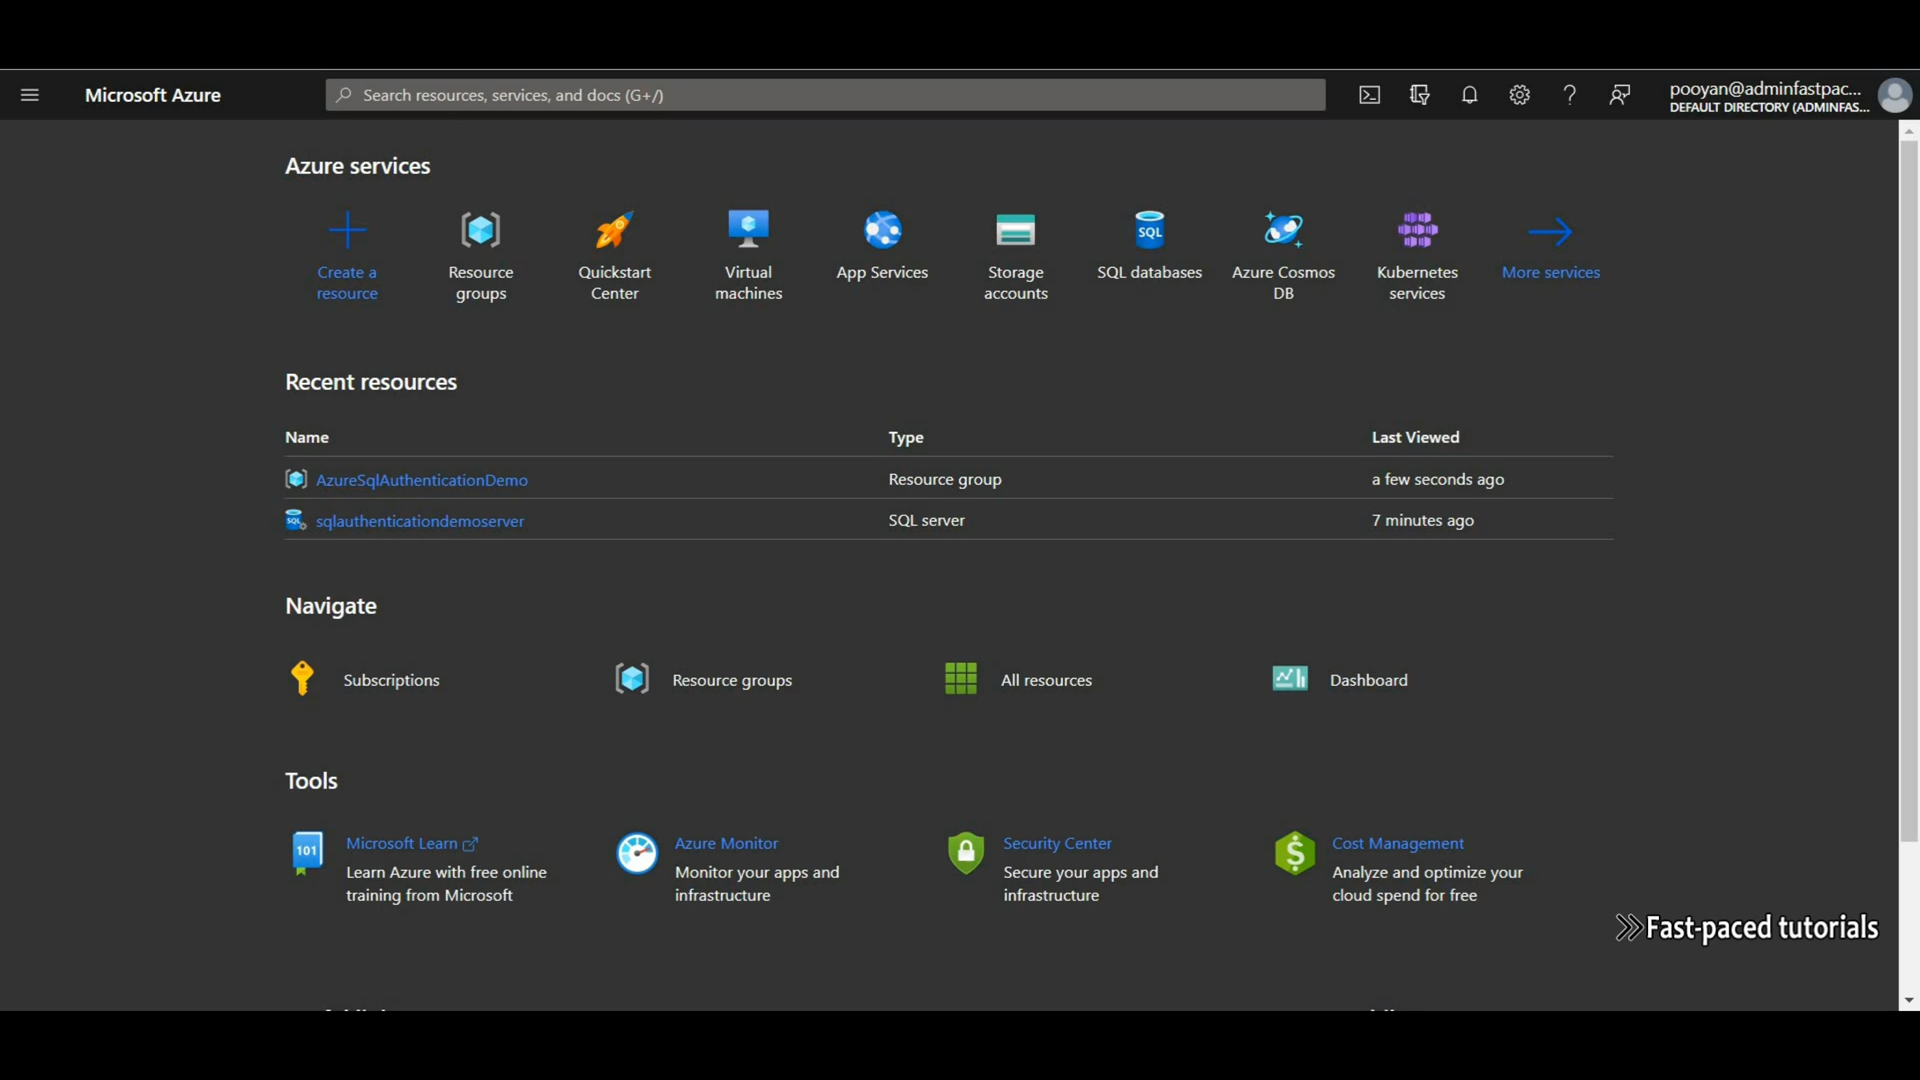 Microsoft Azure
Search resources, services, and docs (G+/)
pooyan@adminfastpac...
DEFAULT DIRECTORY (ADMINFAS...
Azure services
Create a
resource
Resource
groups
Quickstart
Center
Virtual
machines
App Services
Storage
accounts
SQL
SQL databases
Azure Cosmos
DB
Kubernetes
services
More services
Recent resources
Name Type Last Viewed
AzureSqlAuthenticationDemo Resource group a few seconds ago
SQL sqlauthenticationdemoserver SQL server 7 minutes ago
Navigate
Subscriptions Resource groups All resources Dashboard
Tools
101
Microsoft Learn
Learn Azure with free online
training from Microsoft
Azure Monitor
Monitor your apps and
infrastructure
Security Center
Secure your apps and
infrastructure
$
Cost Management
Analyze and optimize your
cloud spend for free
Fast-paced tutorials